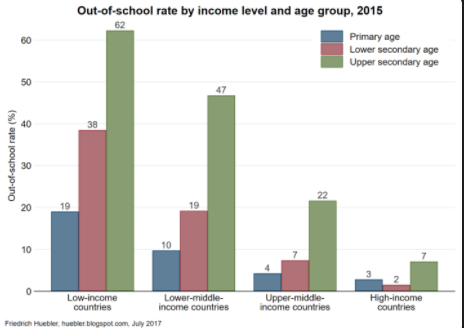 Out-of-school rate by income level and age group, 2015
Out-of-school rate (%)
60
50
40
30
20
10
0
Primary age
Lower secondary age
Upper secondary age
19
38
62
10
19
47
4
7
22
3
2
7
Low-income
countries
Lower-middle-
income countries
Upper-middle-
income countries
High-income
countries
Friedrich Huebler, huebler.blogspot.com, July 2017